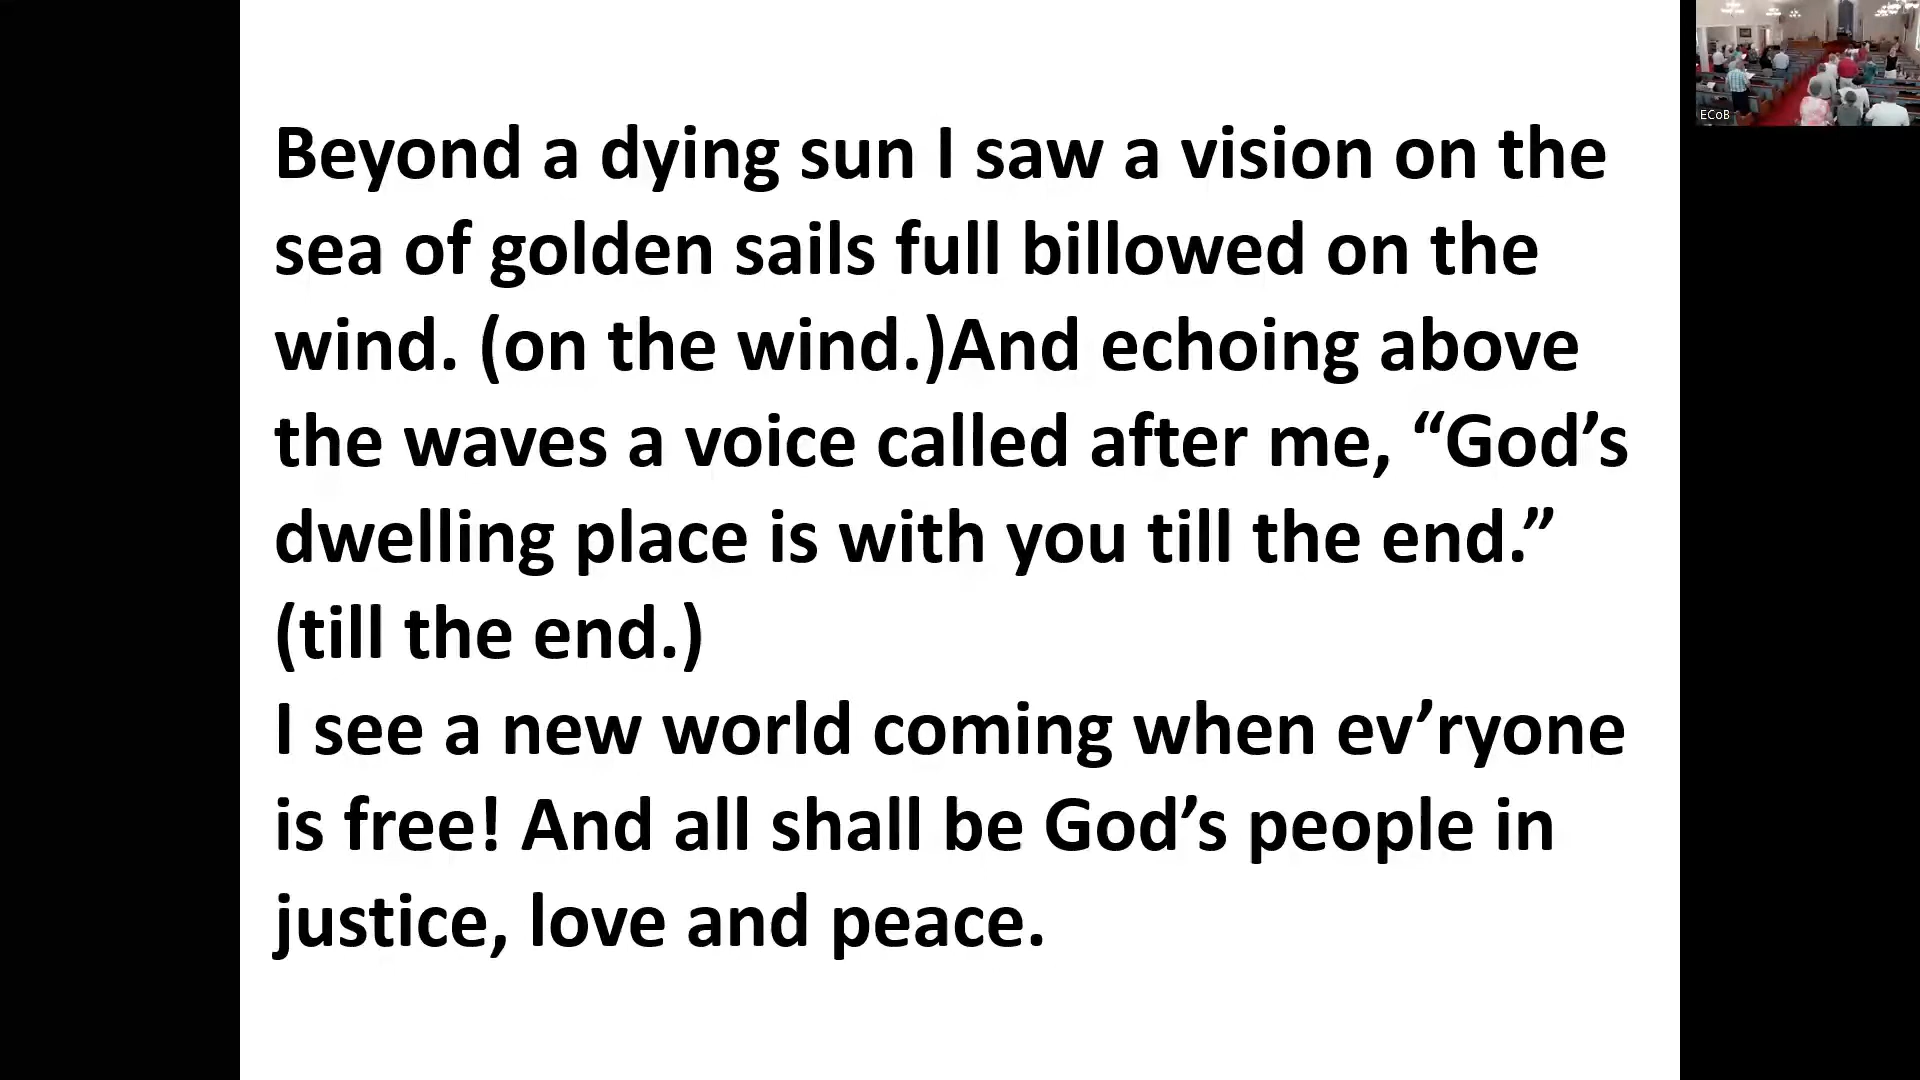 Beyond a dying sun I saw a vision on the
sea of golden sails full billowed on the
wind. (on the wind.)And echoing above
the waves a voice called after me, “God’s
dwelling place is with you till the end.”
(till the end.)
I see a new world coming when ev’ryone
is free! And all shall be God’s people in
justice, love and peace.
ECoB